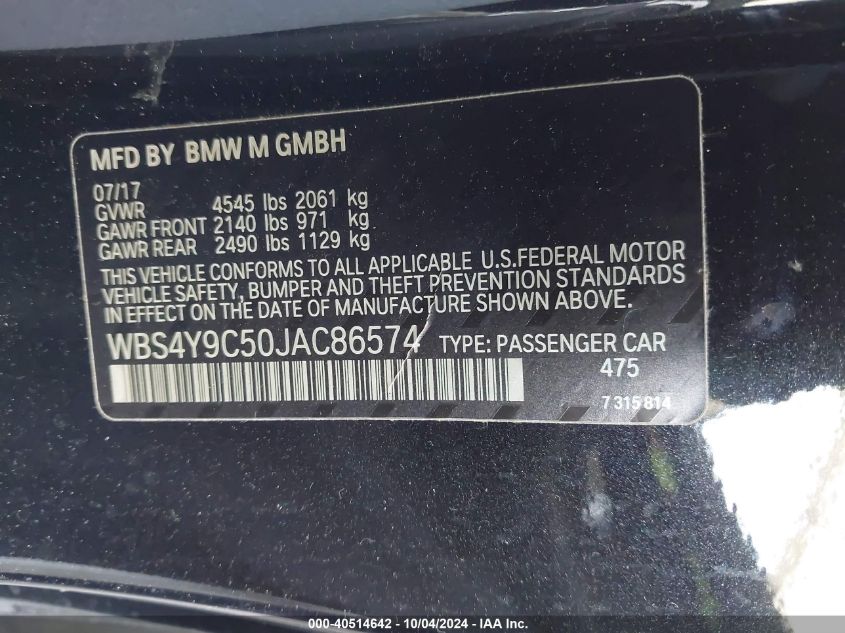 MFD BY BMW M GMBH
07/17
GVWR 4545 lbs 2061 kg
GAWR FRONT 2140 lbs 971 kg
GAWR REAR 2490 lbs 1129 kg
THIS VEHICLE CONFORMS TO ALL APPLICABLE U.S.FEDERAL MOTOR
VEHICLE SAFETY, BUMPER AND THEFT PREVENTION STANDARDS
IN EFFECT ON THE DATE OF MANUFACTURE SHOWN ABOVE.
WBS4Y9C50JAC86574 TYPE: PASSENGER CAR
475
7 315 814
000-40514642 - 10/04/2024 - IAA Inc.